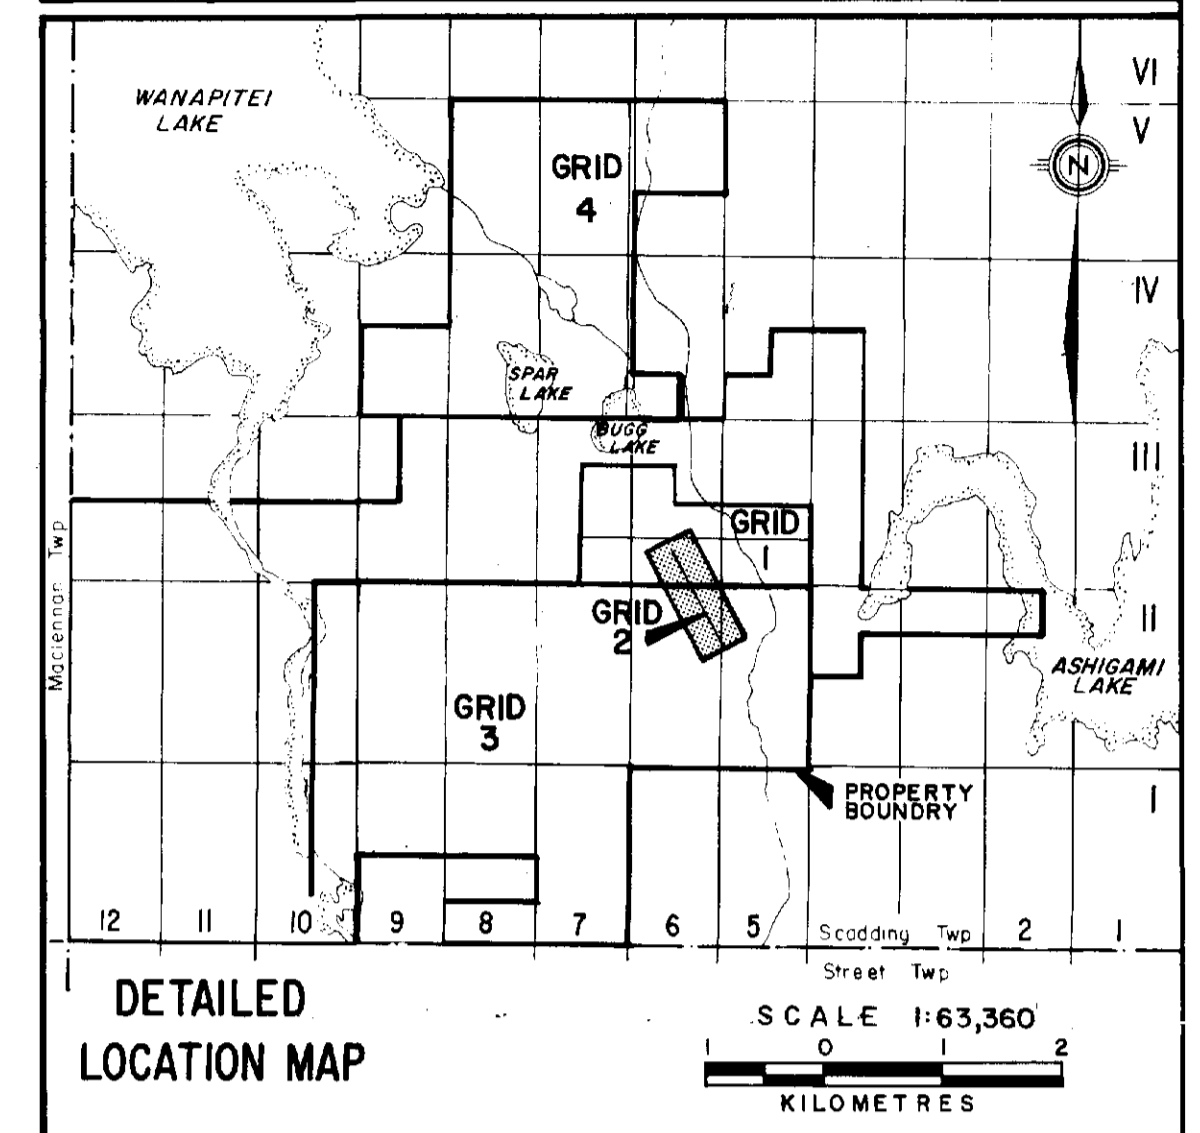 WANAPITEI
LAKE
VI
V
N
GRID
4
IV
SPAR
LAKE
BUGG
LAKE
III
GRID
1
Maciennan Twp
GRID
2
II
ASHIGAMI
LAKE
GRID
3
PROPERTY
BOUNDRY
I
12 11 10 9 8 7 6 5 Scadding Twp 2 1
Street Twp
DETAILED
LOCATION MAP
SCALE 1:63,360
1 0 1 2
KILOMETRES